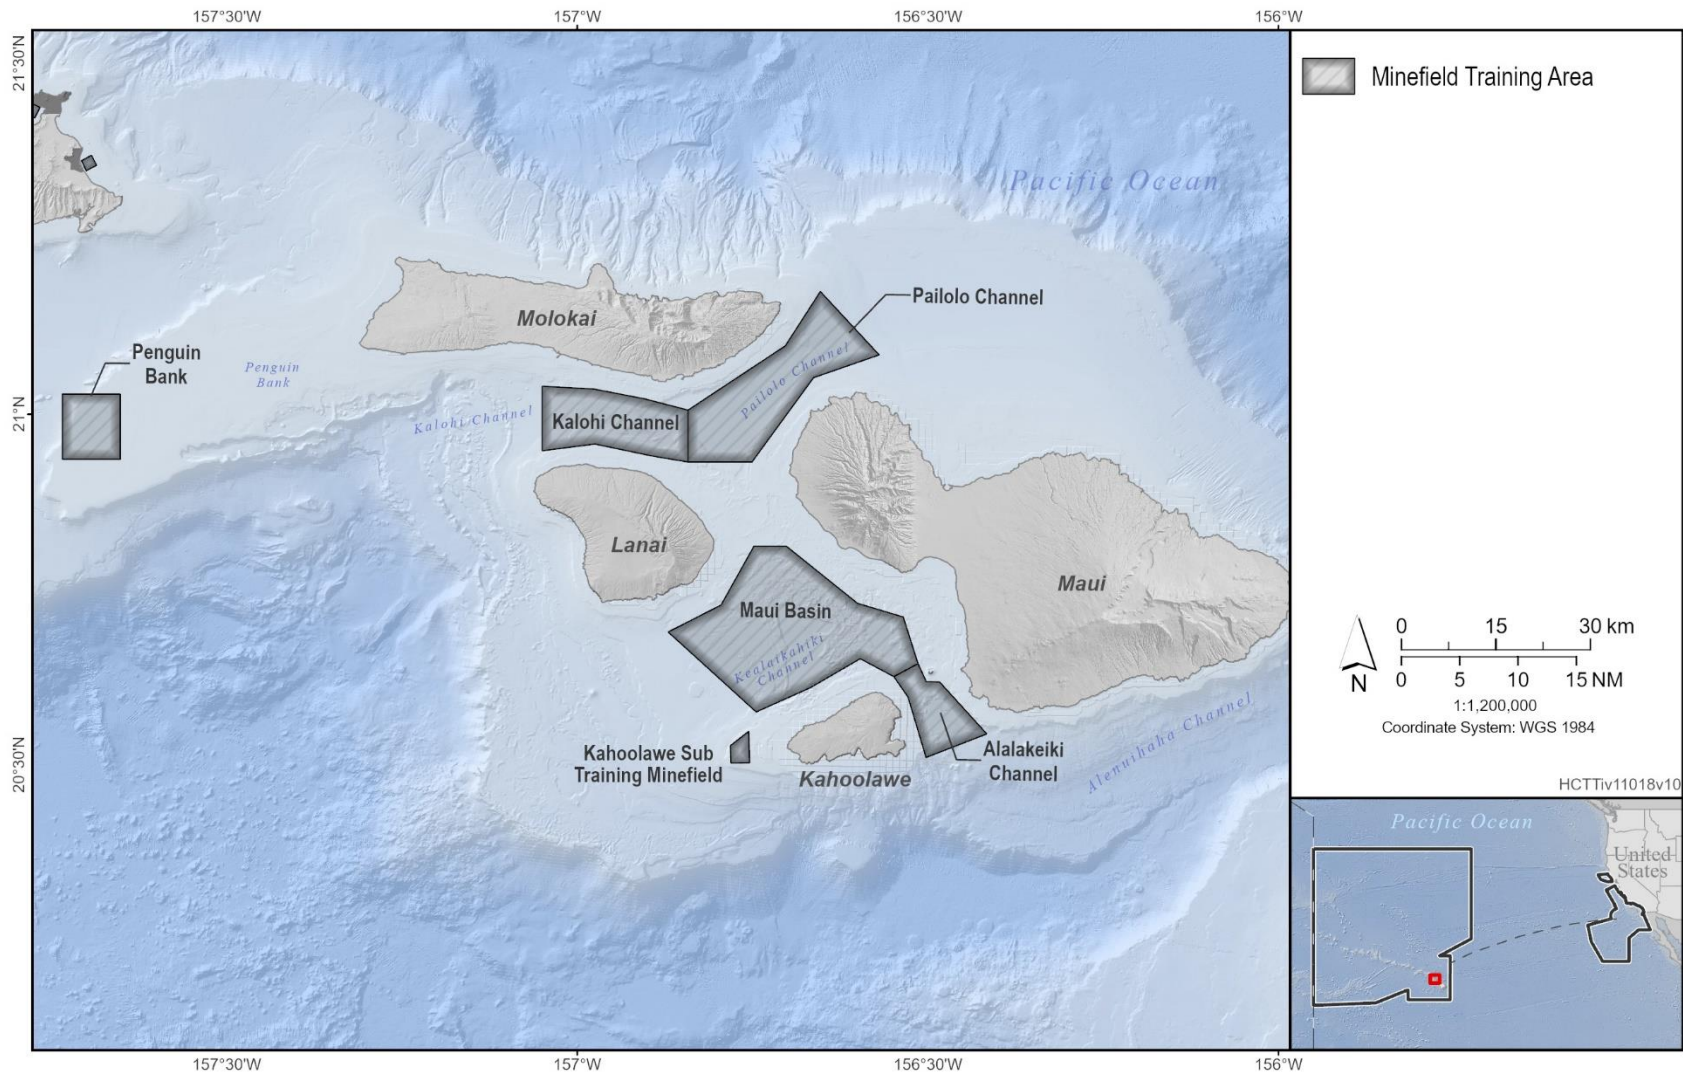 157°30'W
157°W
156°30'W
156°W
21°30'N
21°N
20°30'N
Minefield Training Area
Pacific Ocean
Pailolo Channel
Molokai
Penguin
Bank
Penguin
Bank
Pailolo Channel
Kalohi Channel
Kalohi Channel
Lanai
Maui
Maui Basin
Kealaikahiki
Channel
Alenuihaha Channel
Kahoolawe Sub
Training Minefield
Kahoolawe
Alalakeiki
Channel
N
0 15 30 km
0 5 10 15 NM
1:1,200,000
Coordinate System: WGS 1984
HCTTiv11018v10
Pacific Ocean
United
States
157°30'W
157°W
156°30'W
156°W